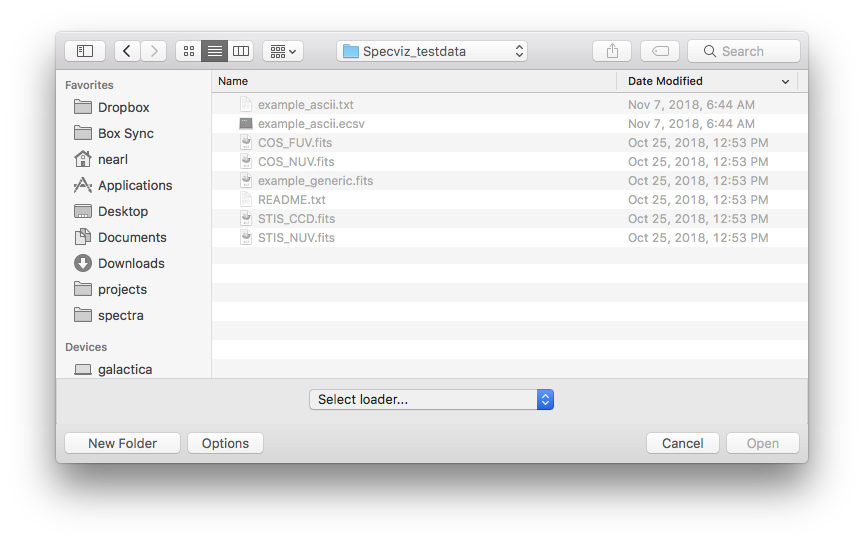 Specviz_testdata
Search
Favorites
Dropbox
Box Sync
nearl
Applications
Desktop
Documents
Downloads
projects
spectra
Devices
galactica
Name Date Modified
example_ascii.txt Nov 7, 2018, 6:44 AM
example_ascii.ecsv Nov 7, 2018, 6:44 AM
COS_FUV.fits Oct 25, 2018, 12:53 PM
COS_NUV.fits Oct 25, 2018, 12:53 PM
example_generic.fits Oct 25, 2018, 12:53 PM
README.txt Oct 25, 2018, 12:53 PM
STIS_CCD.fits Oct 25, 2018, 12:53 PM
STIS_NUV.fits Oct 25, 2018, 12:53 PM
Select loader...
New Folder Options Cancel Open